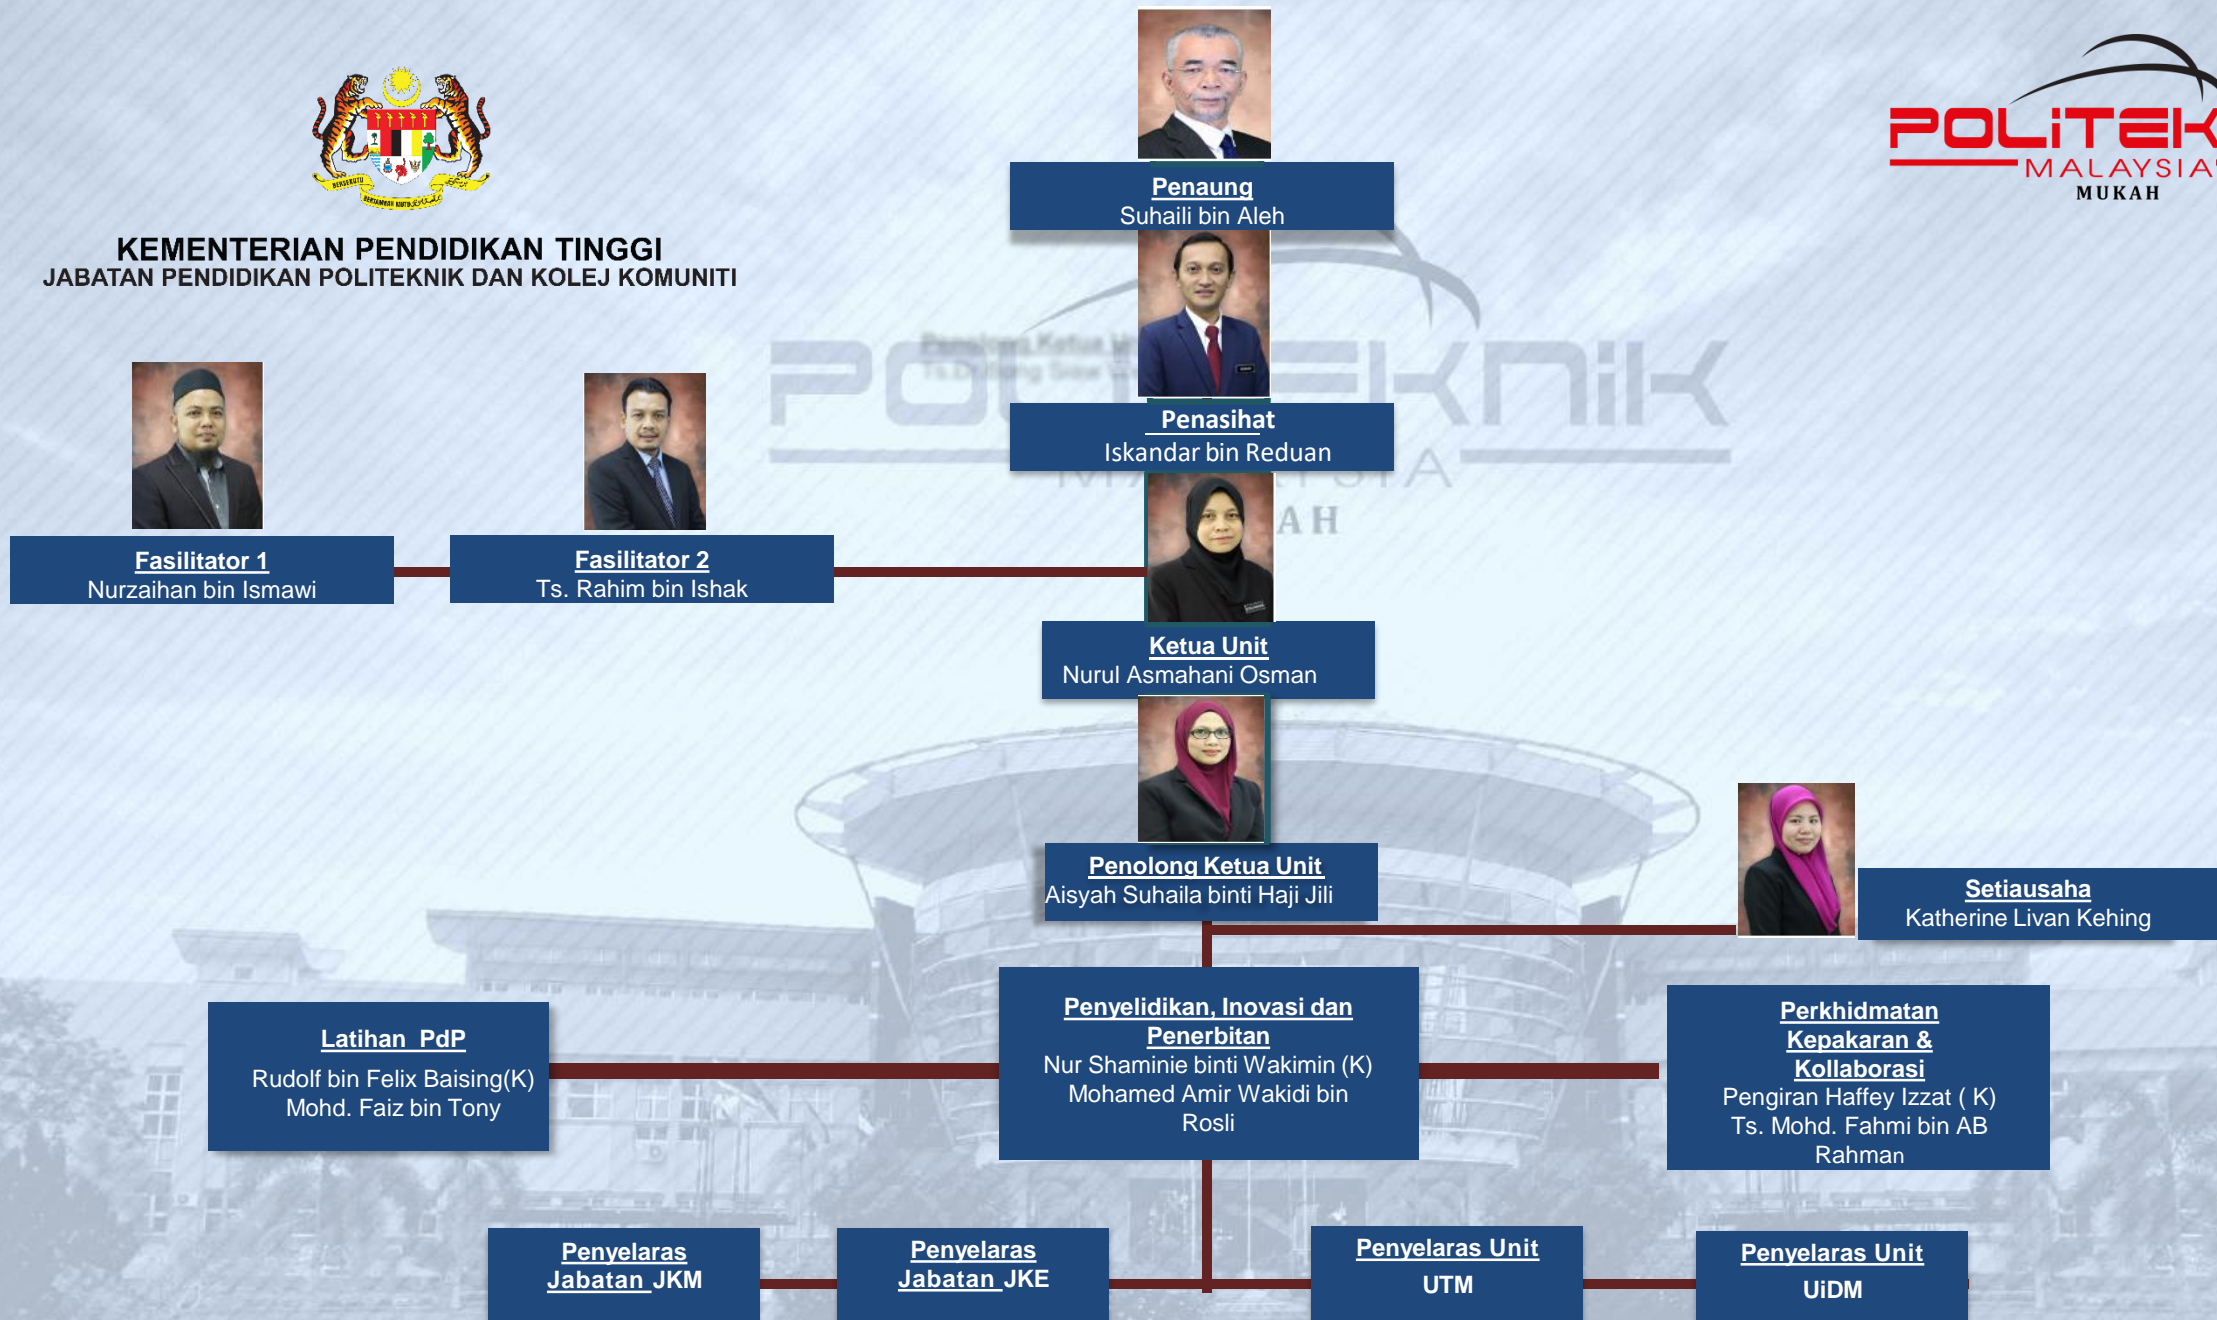 BERSEKUTU
BERTAMBAH MUTU
KEMENTERIAN PENDIDIKAN TINGGI
JABATAN PENDIDIKAN POLITEKNIK DAN KOLEJ KOMUNITI
MALAYSIA
MUKAH
Penaung
Suhaili bin Aleh
Penasihat
Iskandar bin Reduan
Fasilitator 1
Nurzaihan bin Ismawi
Fasilitator 2
Ts. Rahim bin Ishak
Ketua Unit
Nurul Asmahani Osman
Penolong Ketua Unit
Aisyah Suhaila binti Haji Jili
Setiausaha
Katherine Livan Kehing
Latihan PdP
Rudolf bin Felix Baising(K)
Mohd. Faiz bin Tony
Penyelidikan, Inovasi dan
Penerbitan
Nur Shaminie binti Wakimin (K)
Mohamed Amir Wakidi bin
Rosli
Perkhidmatan
Kepakaran &
Kollaborasi
Pengiran Haffey Izzat ( K)
Ts. Mohd. Fahmi bin AB
Rahman
Penyelaras
Jabatan JKM
Penyelaras
Jabatan JKE
Penyelaras Unit
UTM
Penyelaras Unit
UiDM